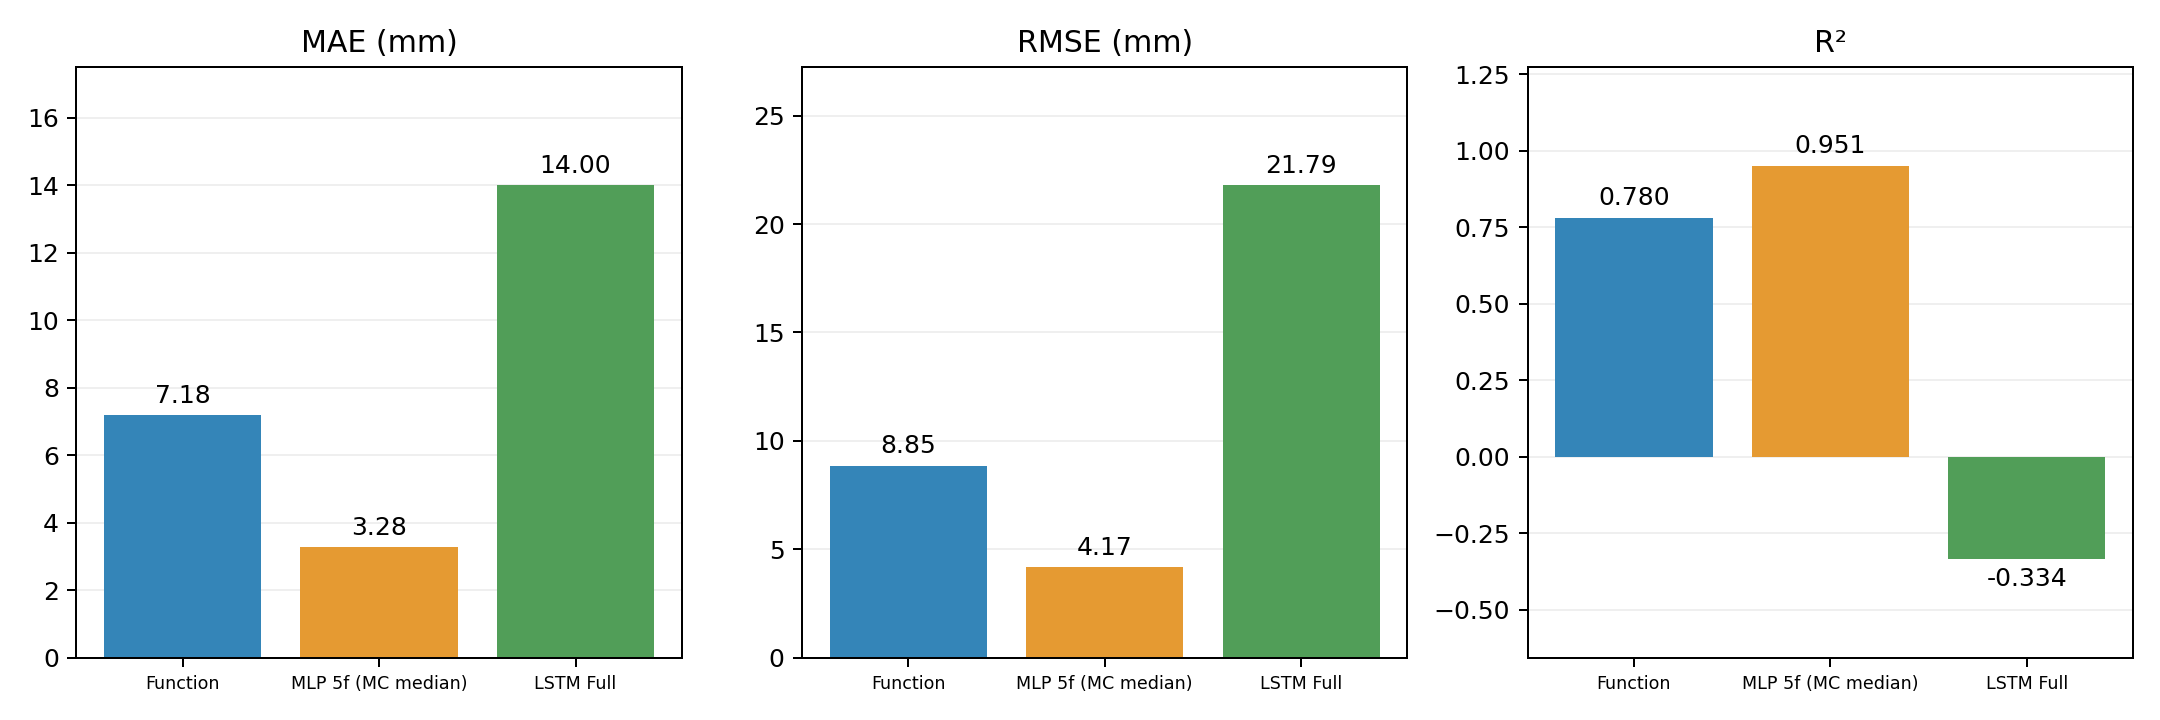 MAE (mm)
16
14
12
10
8
6
4
2
0
14.00
7.18
3.28
Function
MLP 5f (MC median)
LSTM Full
RMSE (mm)
25
20
15
10
5
0
21.79
8.85
4.17
Function
MLP 5f (MC median)
LSTM Full
R²
1.25
1.00
0.75
0.50
0.25
0.00
−0.25
−0.50
0.951
0.780
-0.334
Function
MLP 5f (MC median)
LSTM Full